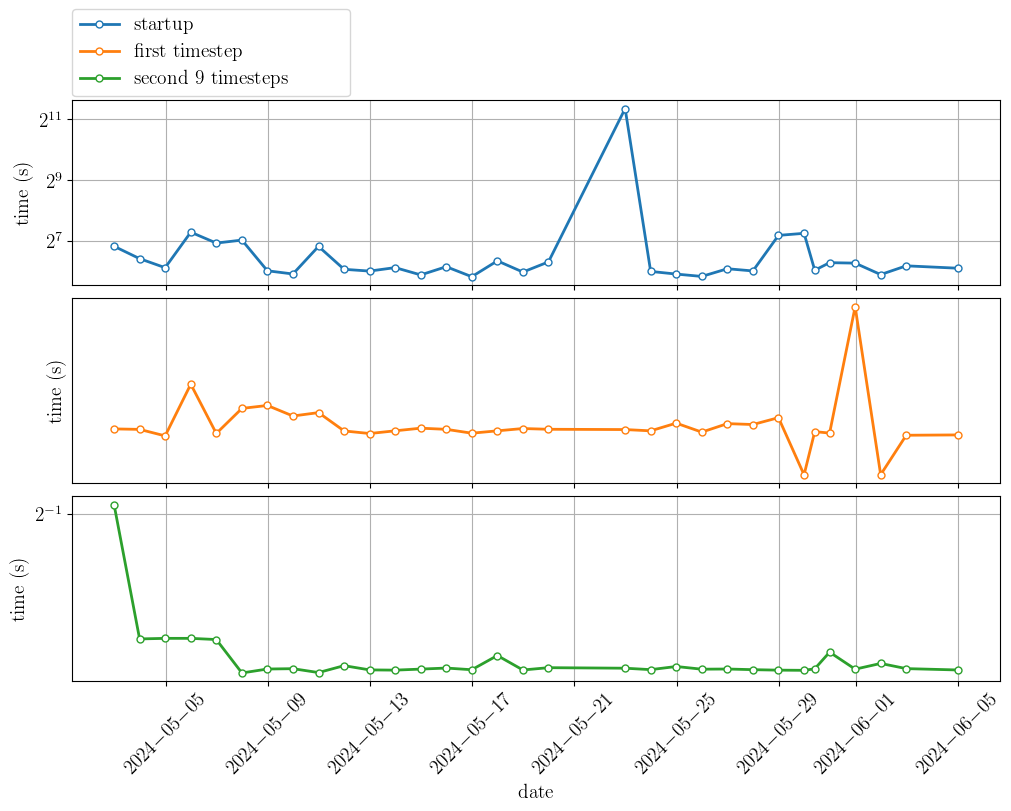 startup
first timestep
second 9 timesteps
2^11
2^9
2^7
time (s)
time (s)
2^−1
time (s)
2024−05−05
2024−05−09
2024−05−13
2024−05−17
2024−05−21
2024−05−25
2024−05−29
2024−06−01
2024−06−05
date